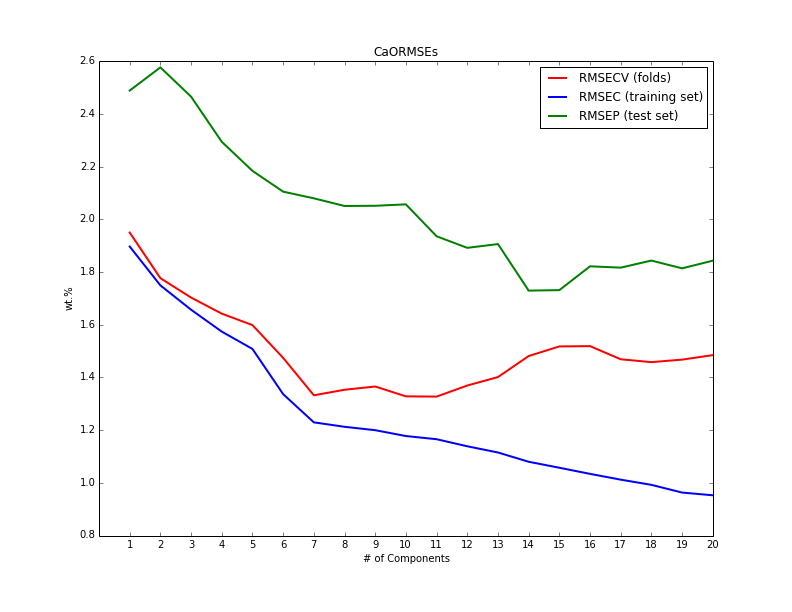 CaORMSEs
RMSECV (folds)
RMSEC (training set)
RMSEP (test set)
2.6
2.4
2.2
2.0
1.8
1.6
1.4
1.2
1.0
0.8
wt.%
1 2 3 4 5 6 7 8 9 10 11 12 13 14 15 16 17 18 19 20
# of Components